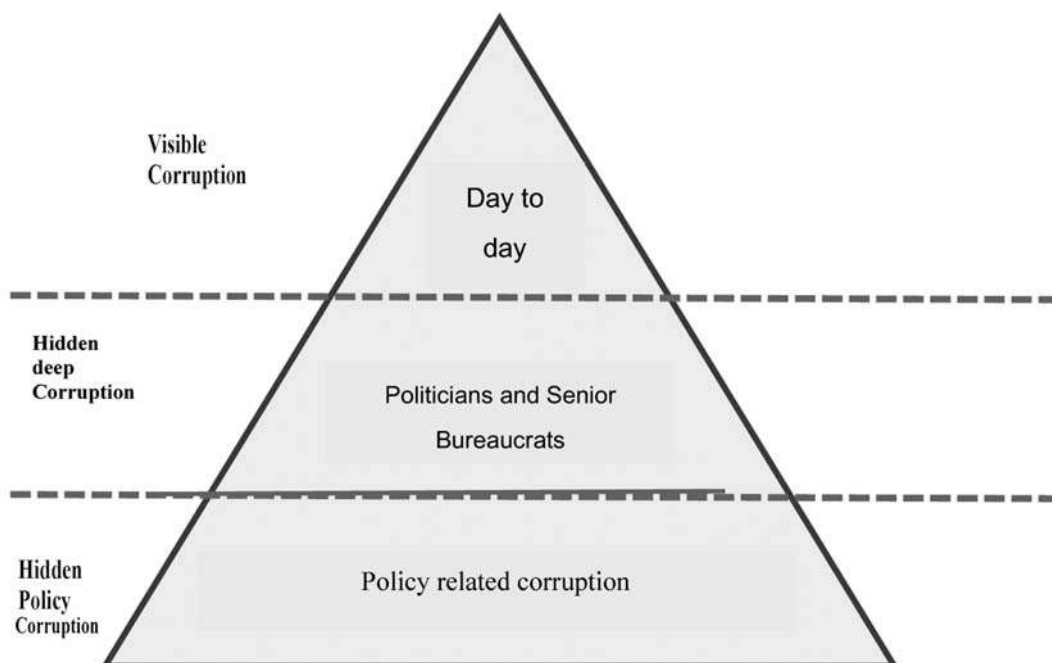 Visible
Corruption
Day to
day
Hidden
deep
Corruption
Politicians and Senior
Bureaucrats
Hidden
Policy
Corruption
Policy related corruption